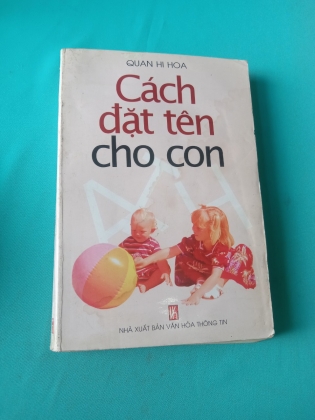 QUAN HI HOA
Cách
đặt tên
cho con
NHÀ XUẤT BẢN VĂN HÓA THÔNG TIN